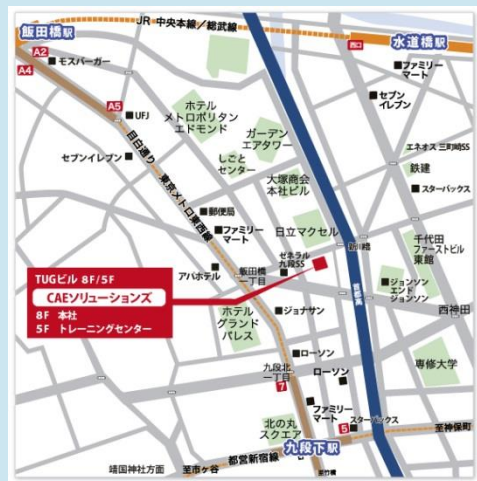 JR 中央本線／総武線
飯田橋駅
A2
A4
モスバーガー
水道橋駅
西口
ファミリー
マート
セブン
イレブン
A5
UFJ
ホテル
メトロポリタン
エドモンド
ガーデン
エアタワー
エネオス 三崎町SS
セブンイレブン
目白通り
しごと
センター
鉄建
スターバックス
東京メトロ東西線
大塚商会
本社ビル
郵便局
ファミリー
マート
日立マクセル
新川路
千代田
ファーストビル
東館
アパホテル
飯田橋
一丁目
ゼネラル
九段SS
TUGビル 8F/5F
CAEソリューションズ
8F 本社
5F トレーニングセンター
首都高
ジョンソン
エンド
ジョンソン
西神田
ホテル
グランド
パレス
ジョナサン
ローソン
専修大学
九段北
一丁目
7
ローソン
北の丸
スクエア
ファミリー
マート
スターバックス
5
九段下駅
至神保町
靖国神社方面
至市ヶ谷
都営新宿線
至竹橋